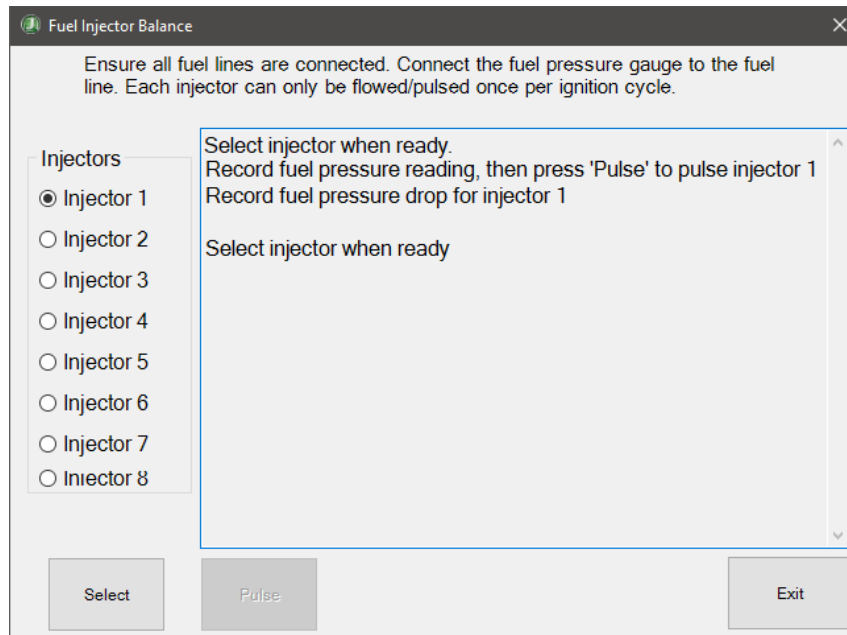 Fuel Injector Balance
Ensure all fuel lines are connected. Connect the fuel pressure gauge to the fuel
line. Each injector can only be flowed/pulsed once per ignition cycle.
Injectors
Injector 1
Injector 2
Injector 3
Injector 4
Injector 5
Injector 6
Injector 7
Injector 8
Select injector when ready.
Record fuel pressure reading, then press 'Pulse' to pulse injector 1
Record fuel pressure drop for injector 1
Select injector when ready
Select
Pulse
Exit